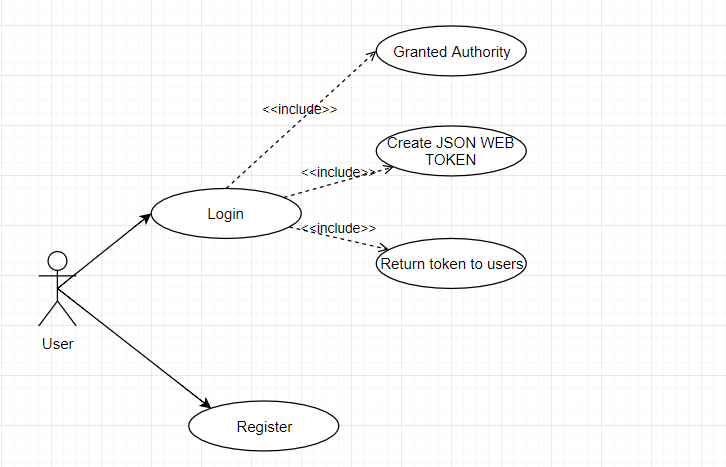 Granted Authority
<<include>>
Create JSON WEB
TOKEN
<<include>>
Login
<<include>>
Return token to users
User
Register